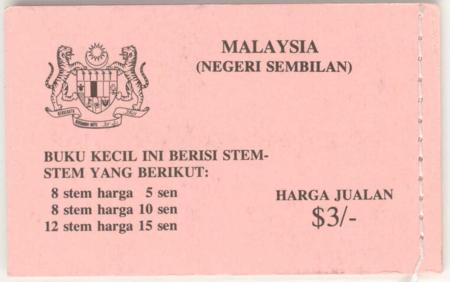 MALAYSIA
(NEGERI SEMBILAN)
BUKU KECIL INI BERISI STEM-
STEM YANG BERIKUT:
8 stem harga 5 sen
8 stem harga 10 sen
12 stem harga 15 sen
HARGA JUALAN
$3/-